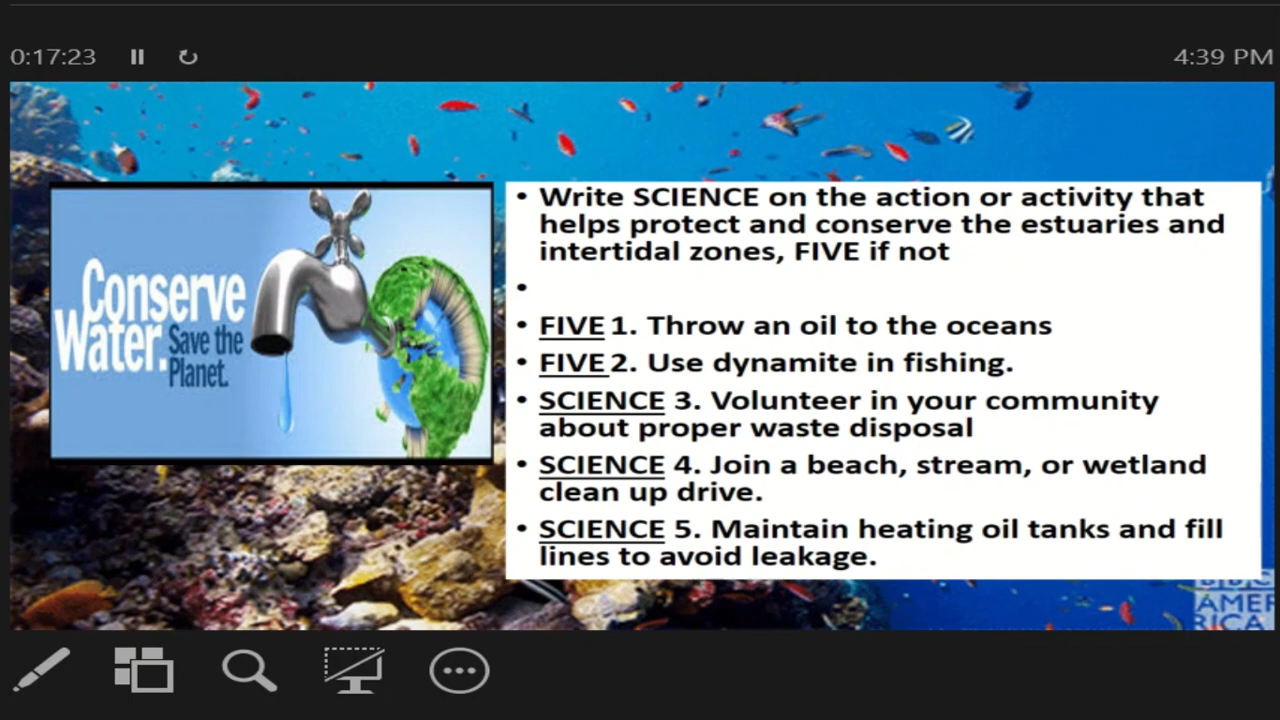 0:17:23
4:39 PM
Conserve
Water.
Save the
Planet.
• Write SCIENCE on the action or activity that
helps protect and conserve the estuaries and
intertidal zones, FIVE if not
•
• FIVE 1. Throw an oil to the oceans
• FIVE 2. Use dynamite in fishing.
• SCIENCE 3. Volunteer in your community
about proper waste disposal
• SCIENCE 4. Join a beach, stream, or wetland
clean up drive.
• SCIENCE 5. Maintain heating oil tanks and fill
lines to avoid leakage.
BBC
AMER
RICA